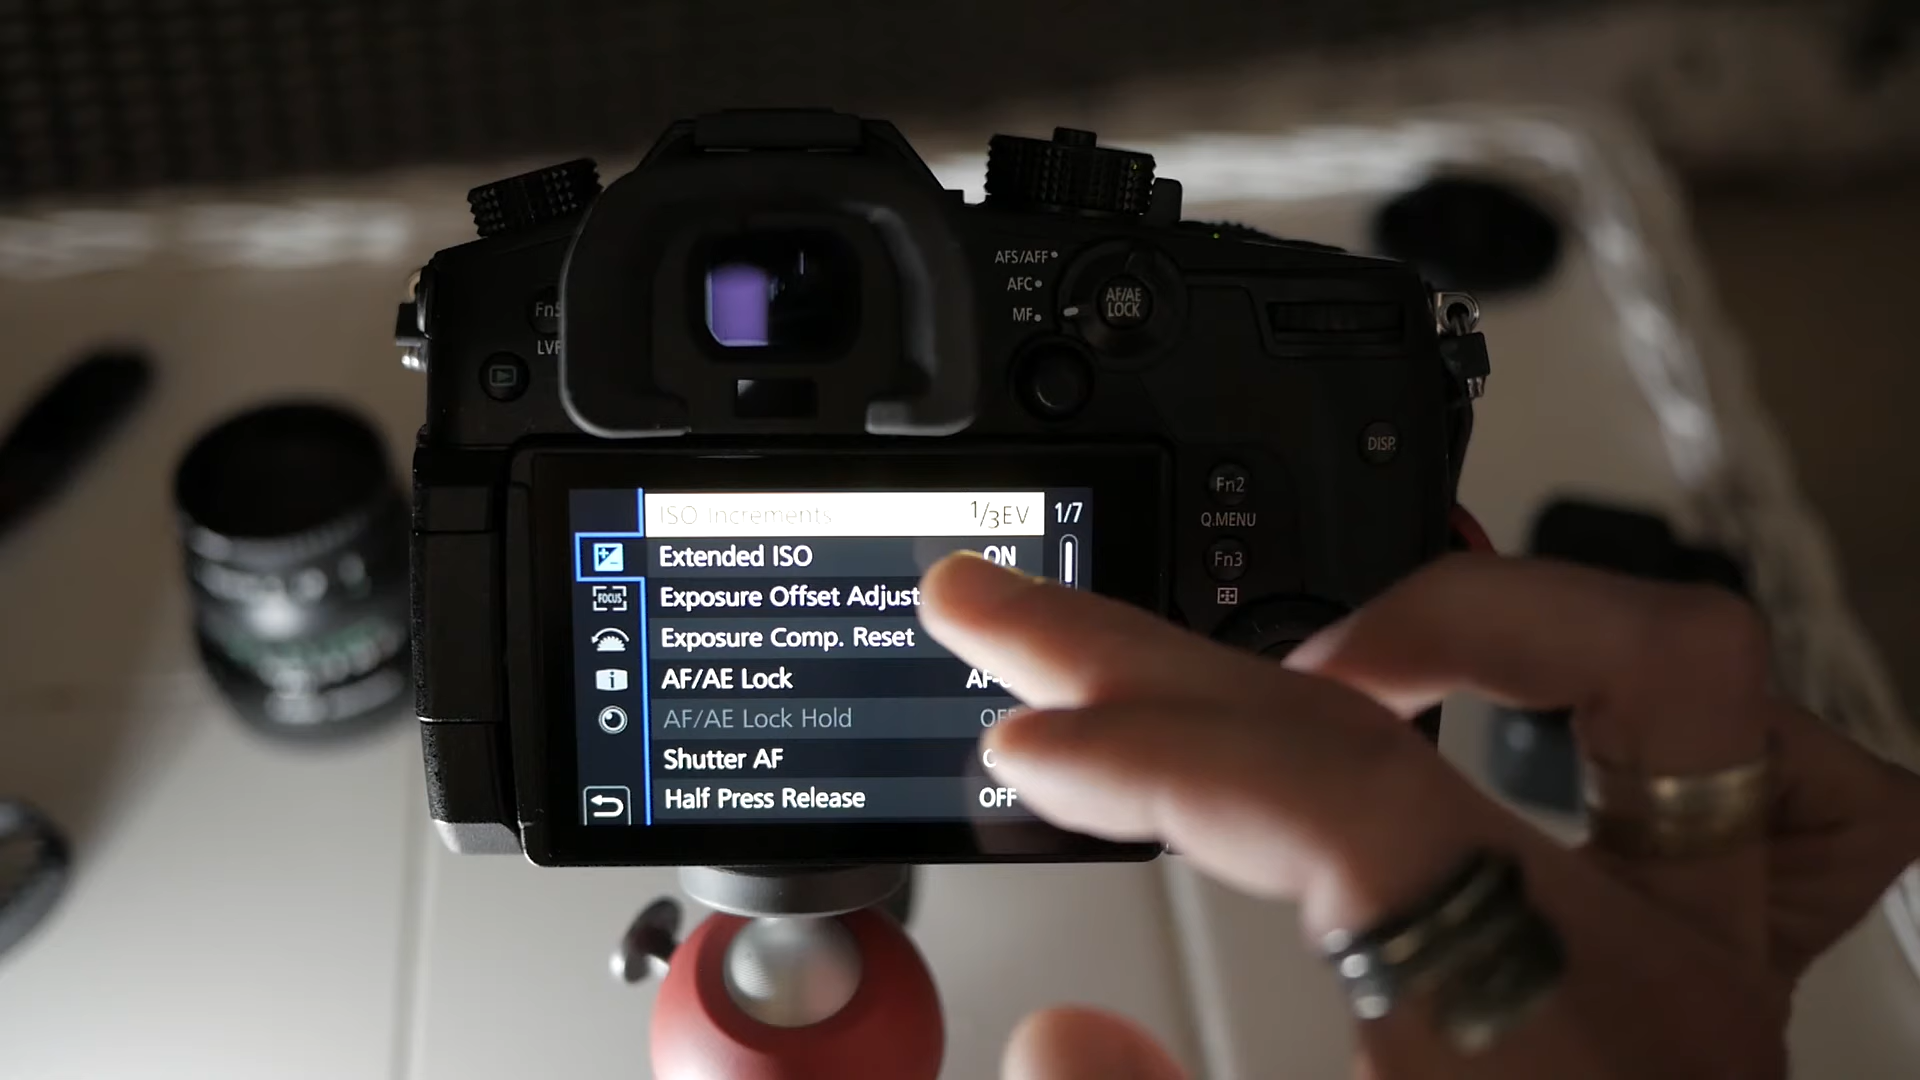 AFS/AFF
AFC
MF
AF/AE
LOCK
Fn5
LVF
DISP.
Fn2
Q.MENU
Fn3
ISO Increments 1/3EV 1/7
Extended ISO ON
Exposure Offset Adjust.
Exposure Comp. Reset
AF/AE Lock
AF/AE Lock Hold OFF
Shutter AF
Half Press Release OFF
FOCUS